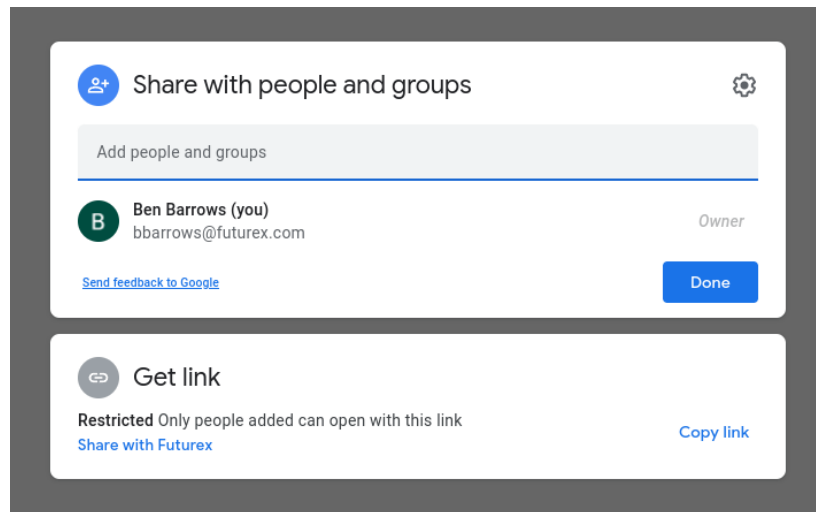 Share with people and groups
Add people and groups
B
Ben Barrows (you)
bbarrows@futurex.com
Owner
Send feedback to Google
Done
Get link
Restricted Only people added can open with this link
Share with Futurex
Copy link